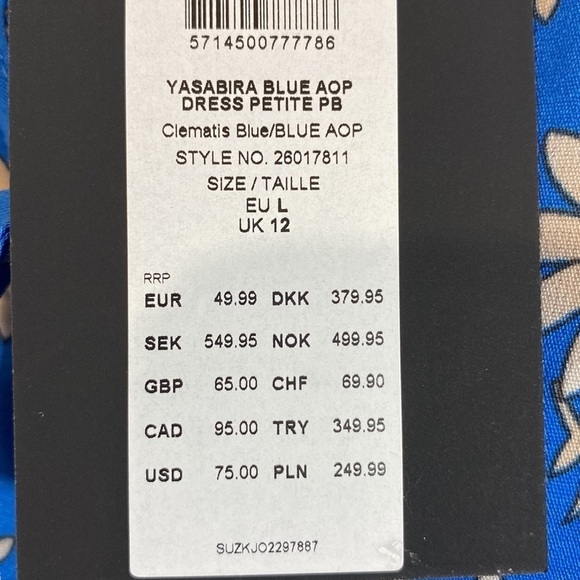 5714500777786
YASABIRA BLUE AOP
DRESS PETITE PB
Clematis Blue/BLUE AOP
STYLE NO. 26017811
SIZE / TAILLE
EU L
UK 12
RRP
EUR 49.99 DKK 379.95
SEK 549.95 NOK 499.95
GBP 65.00 CHF 69.90
CAD 95.00 TRY 349.95
USD 75.00 PLN 249.99
SUZKJO2297887